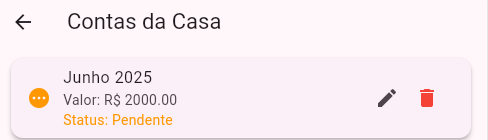 Contas da Casa
Junho 2025
Valor: R$ 2000.00
Status: Pendente